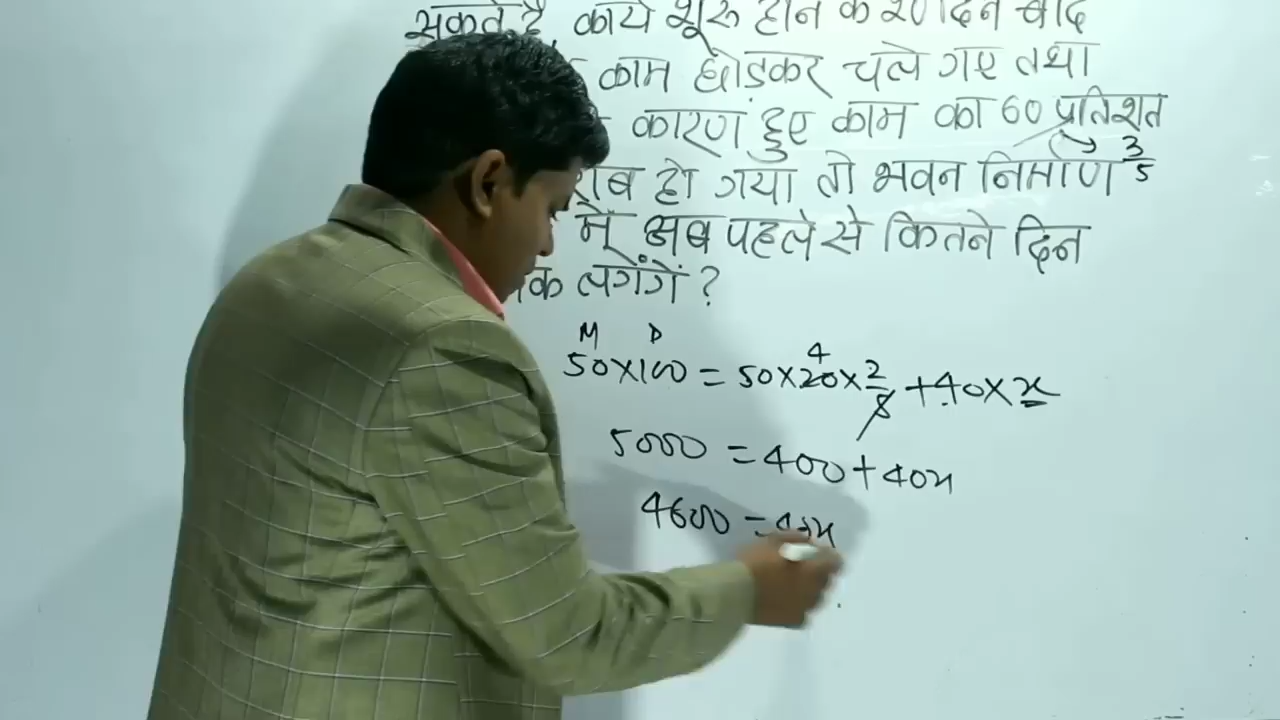 सकते है, कार्य शुरू होने के 20 दिन बाद
काम छोड़कर चले गए तथा
कारण हुए काम का 60 प्रतिशत
हो गया तो भवन निर्माण 3/5
में अब पहले से कितने दिन
लगेंगें ?
M D
50×100 = 50×20×2/5 + 40×x
4
5000 = 400 + 40x
4600 = 40x